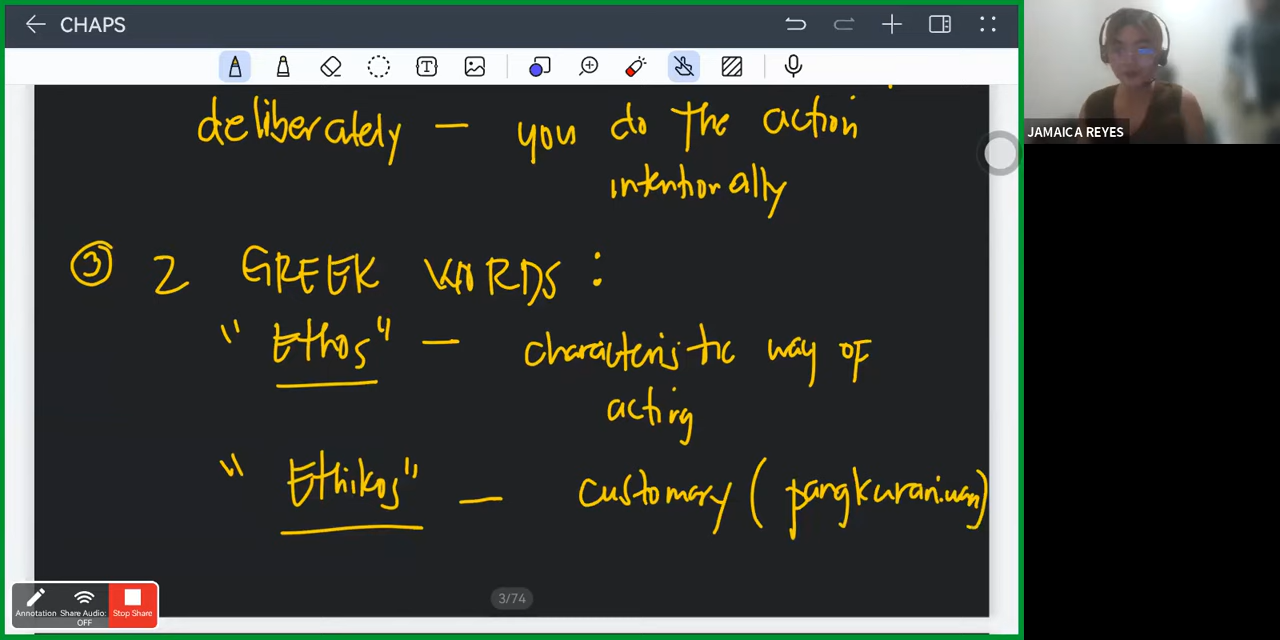 CHAPS
JAMAICA REYES
deliberately — you do the action
intentionally
③ 2 GREEK WORDS :
"Ethos" — characteristic way of
acting
"Ethikos" — customary (pangkuraniwan)
Annotation
Share Audio:
OFF
Stop Share
3/74